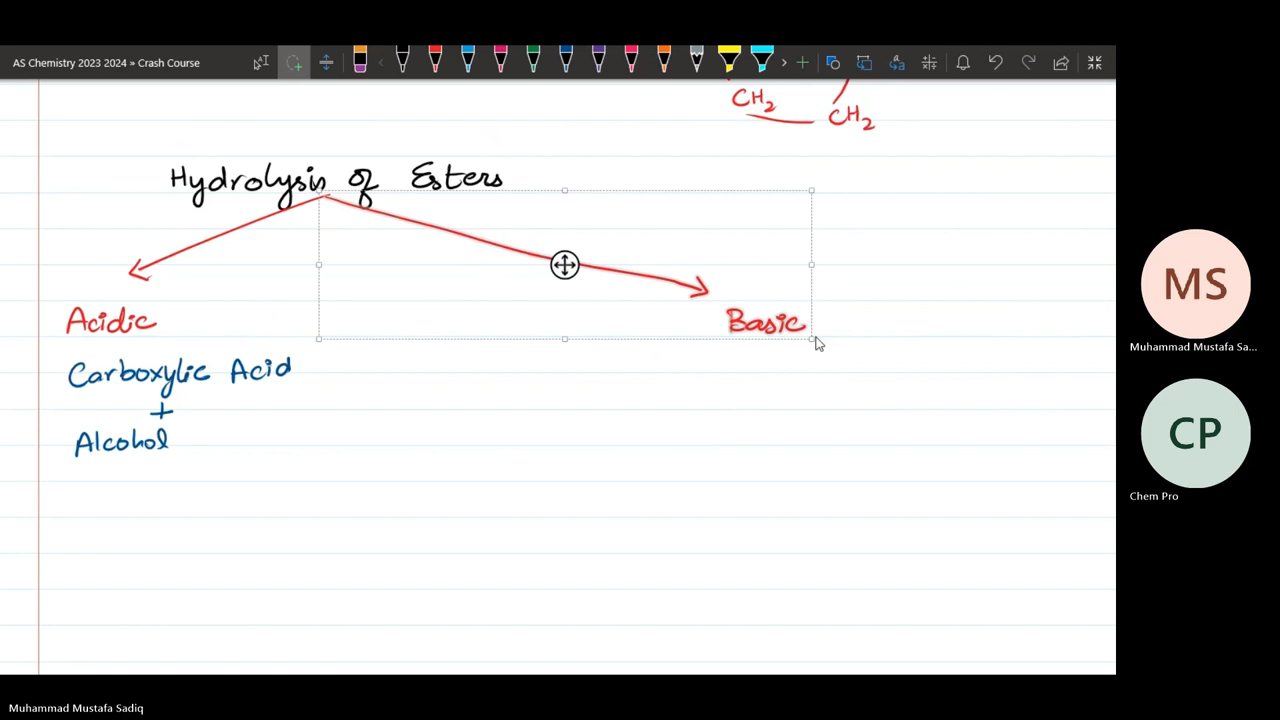 AS Chemistry 2023 2024 » Crash Course
CH2
CH2
Hydrolysis of Esters
Acidic
Basic
Carboxylic Acid
+
Alcohol
MS
Muhammad Mustafa Sa...
CP
Chem Pro
Muhammad Mustafa Sadiq